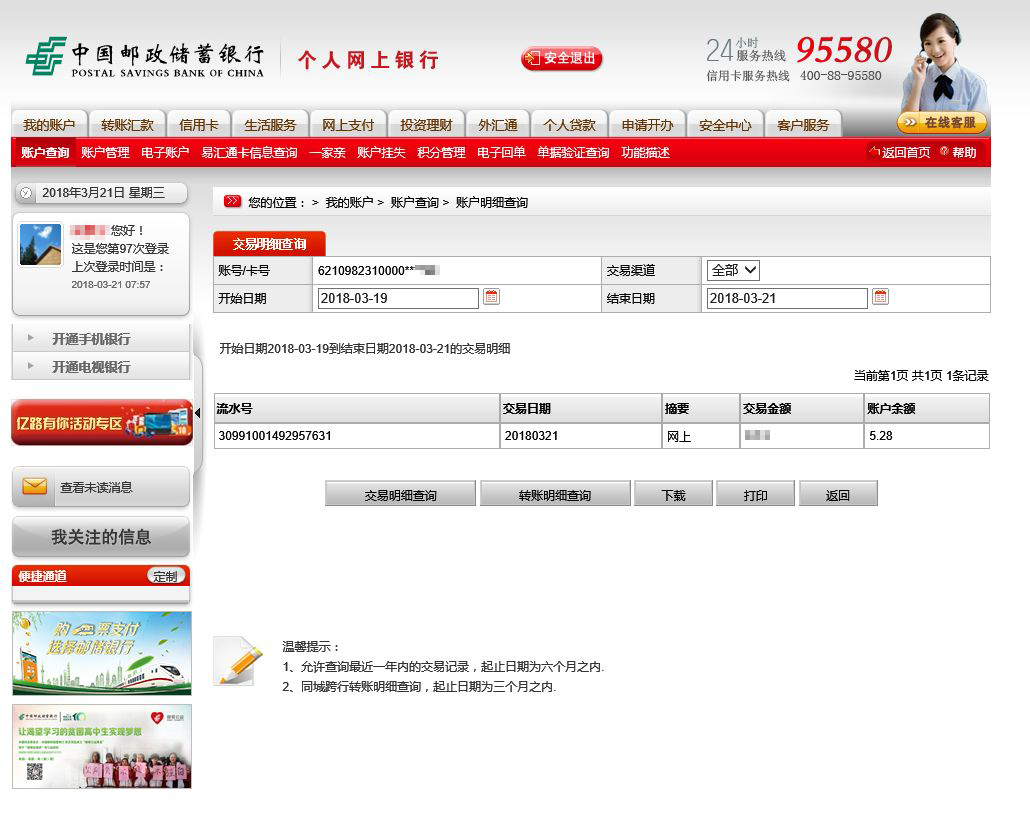 中国邮政储蓄银行
POSTAL SAVINGS BANK OF CHINA
个人网上银行
安全退出
24小时服务热线 95580
信用卡服务热线 400-88-95580
在线客服
我的账户 转账汇款 信用卡 生活服务 网上支付 投资理财 外汇通 个人贷款 申请开办 安全中心 客户服务
账户查询 账户管理 电子账户 易汇通卡信息查询 一家亲 账户挂失 积分管理 电子回单 单据验证查询 功能描述 返回首页 帮助
2018年3月21日 星期三
您好！
这是您第97次登录
上次登录时间是：
2018-03-21 07:57
开通手机银行
开通电视银行
亿路有你活动专区
查看未读消息
我关注的信息
便捷通道 定制
购票支付
选择邮储银行
中国邮政储蓄银行
让渴望学习的贫困高中生实现梦想
您的位置： > 我的账户 > 账户查询 > 账户明细查询
交易明细查询
账号/卡号 6210982310000** 交易渠道 全部
开始日期 2018-03-19 结束日期 2018-03-21
开始日期2018-03-19到结束日期2018-03-21的交易明细
当前第1页 共1页 1条记录
流水号 交易日期 摘要 交易金额 账户余额
30991001492957631 20180321 网上 5.28
交易明细查询 转账明细查询 下载 打印 返回
温馨提示：
1、允许查询最近一年内的交易记录，起止日期为六个月之内.
2、同城跨行转账明细查询，起止日期为三个月之内.